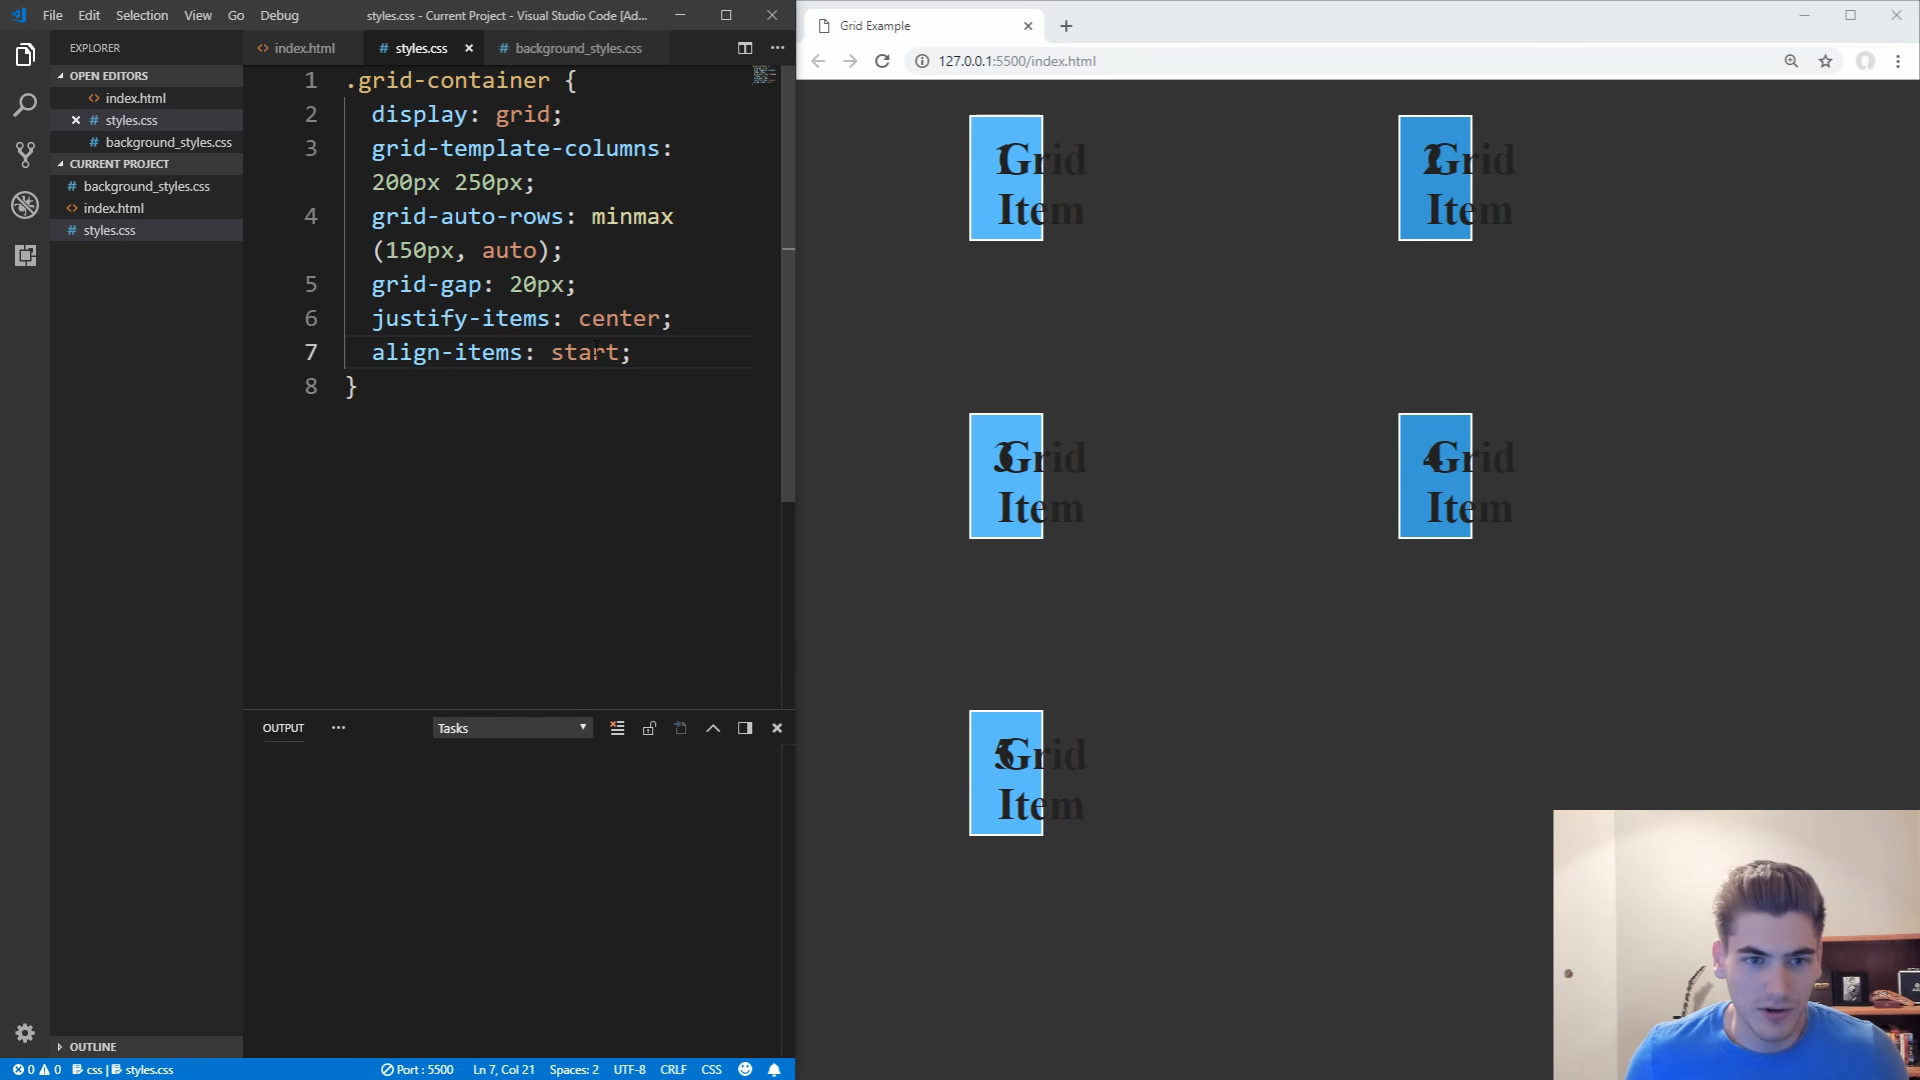 File Edit Selection View Go Debug
styles.css - Current Project - Visual Studio Code [Ad...
EXPLORER
OPEN EDITORS
<> index.html
× # styles.css
# background_styles.css
CURRENT PROJECT
# background_styles.css
<> index.html
# styles.css
OUTLINE
<> index.html # styles.css × # background_styles.css
1 .grid-container {
2 display: grid;
3 grid-template-columns:
200px 250px;
4 grid-auto-rows: minmax
(150px, auto);
5 grid-gap: 20px;
6 justify-items: center;
7 align-items: start;
8 }
OUTPUT
Tasks
0 0 css | styles.css
Port : 5500 Ln 7, Col 21 Spaces: 2 UTF-8 CRLF CSS
Grid Example
127.0.0.1:5500/index.html
1 Grid
Item
2 Grid
Item
3 Grid
Item
4 Grid
Item
5 Grid
Item